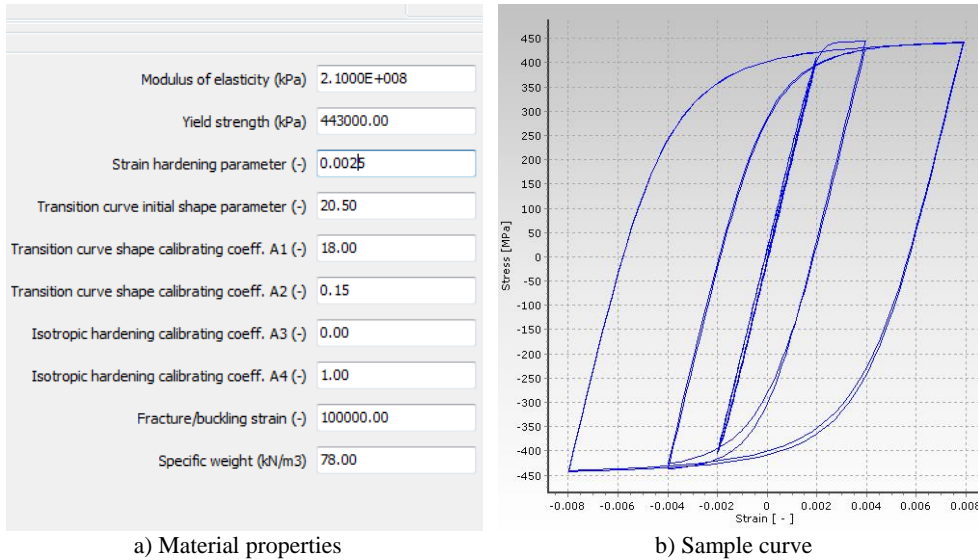 Modulus of elasticity (kPa) 2.1000E+008
Yield strength (kPa) 443000.00
Strain hardening parameter (-) 0.0025
Transition curve initial shape parameter (-) 20.50
Transition curve shape calibrating coeff. A1 (-) 18.00
Transition curve shape calibrating coeff. A2 (-) 0.15
Isotropic hardening calibrating coeff. A3 (-) 0.00
Isotropic hardening calibrating coeff. A4 (-) 1.00
Fracture/buckling strain (-) 100000.00
Specific weight (kN/m3) 78.00
a) Material properties
Stress [MPa]
450
400
350
300
250
200
150
100
50
0
-50
-100
-150
-200
-250
-300
-350
-400
-450
-0.008 -0.006 -0.004 -0.002 0 0.002 0.004 0.006 0.008
Strain [ - ]
b) Sample curve